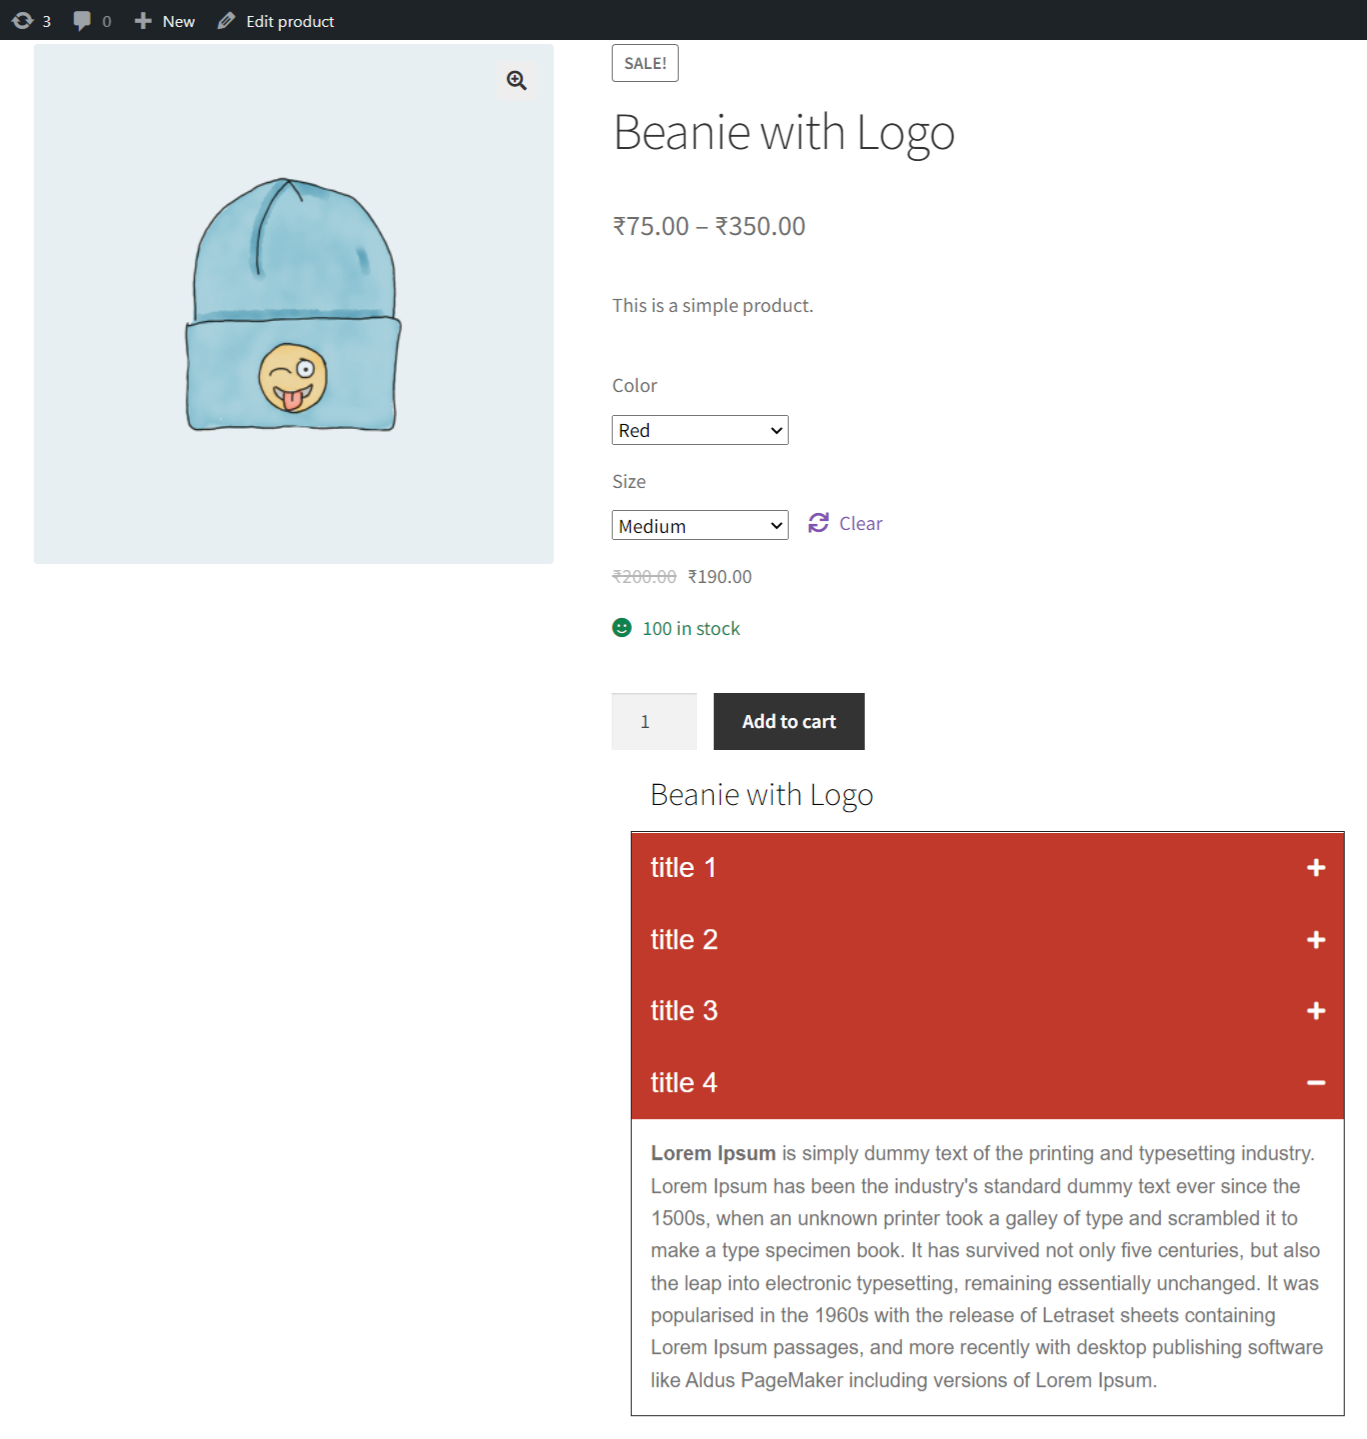 3 0 New Edit product
SALE!
Beanie with Logo
₹75.00 – ₹350.00
This is a simple product.
Color
Red
Size
Medium Clear
₹200.00 ₹190.00
100 in stock
1 Add to cart
Beanie with Logo
title 1
title 2
title 3
title 4
Lorem Ipsum is simply dummy text of the printing and typesetting industry.
Lorem Ipsum has been the industry's standard dummy text ever since the
1500s, when an unknown printer took a galley of type and scrambled it to
make a type specimen book. It has survived not only five centuries, but also
the leap into electronic typesetting, remaining essentially unchanged. It was
popularised in the 1960s with the release of Letraset sheets containing
Lorem Ipsum passages, and more recently with desktop publishing software
like Aldus PageMaker including versions of Lorem Ipsum.